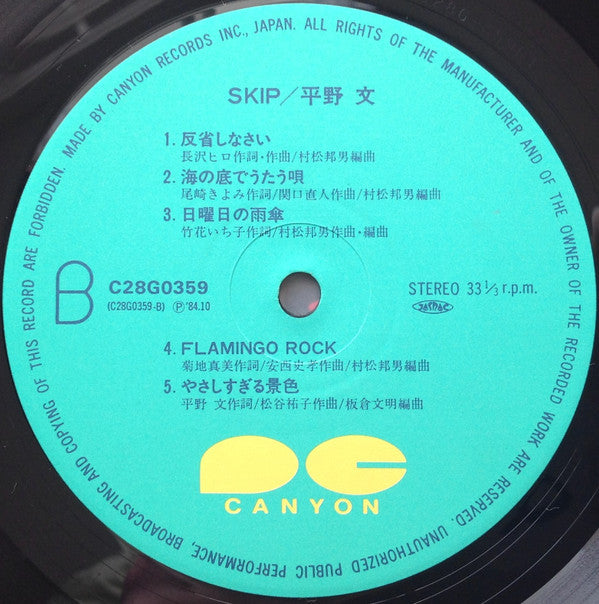 MADE BY CANYON RECORDS INC., JAPAN. ALL RIGHTS OF THE MANUFACTURER AND OF THE OWNER OF THE RECORDED WORK ARE RESERVED. UNAUTHORIZED PUBLIC PERFORMANCE, BROADCASTING AND COPYING OF THIS RECORD ARE FORBIDDEN.
SKIP/平野 文
1. 反省しなさい
長沢ヒロ作詞・作曲/村松邦男編曲
2. 海の底でうたう唄
尾崎きよみ作詞/関口直人作曲/村松邦男編曲
3. 日曜日の雨傘
竹花いち子作詞/村松邦男作曲・編曲
B
C28G0359
(C28G0359-B) Ⓟ'84.10
STEREO 33 1/3 r.p.m.
JASRAC
4. FLAMINGO ROCK
菊地真美作詞/安西史孝作曲/村松邦男編曲
5. やさしすぎる景色
平野 文作詞/松谷祐子作曲/板倉文明編曲
PC
CANYON